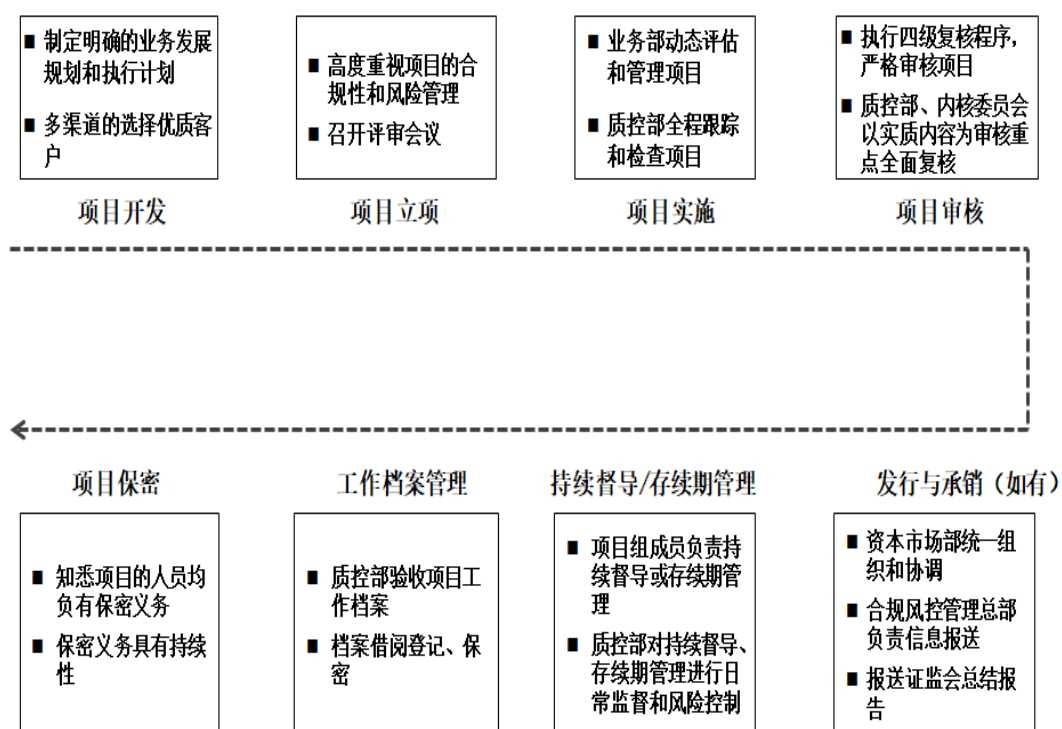 ■ 制定明确的业务发展
规划和执行计划
■ 多渠道的选择优质客
户
项目开发
■ 高度重视项目的合
规性和风险管理
■ 召开评审会议
项目立项
■ 业务部动态评估
和管理项目
■ 质控部全程跟踪
和检查项目
项目实施
■ 执行四级复核程序，
严格审核项目
■ 质控部、内核委员会
以实质内容为审核重
点全面复核
项目审核
项目保密
■ 知悉项目的人员均
负有保密义务
■ 保密义务具有持续
性
工作档案管理
■ 质控部验收项目工
作档案
■ 档案借阅登记、保
密
持续督导/存续期管理
■ 项目组成员负责持
续督导或存续期管
理
■ 质控部对持续督导、
存续期管理进行日
常监督和风险控制
发行与承销（如有）
■ 资本市场部统一组
织和协调
■ 合规风控管理总部
负责信息报送
■ 报送证监会总结报
告